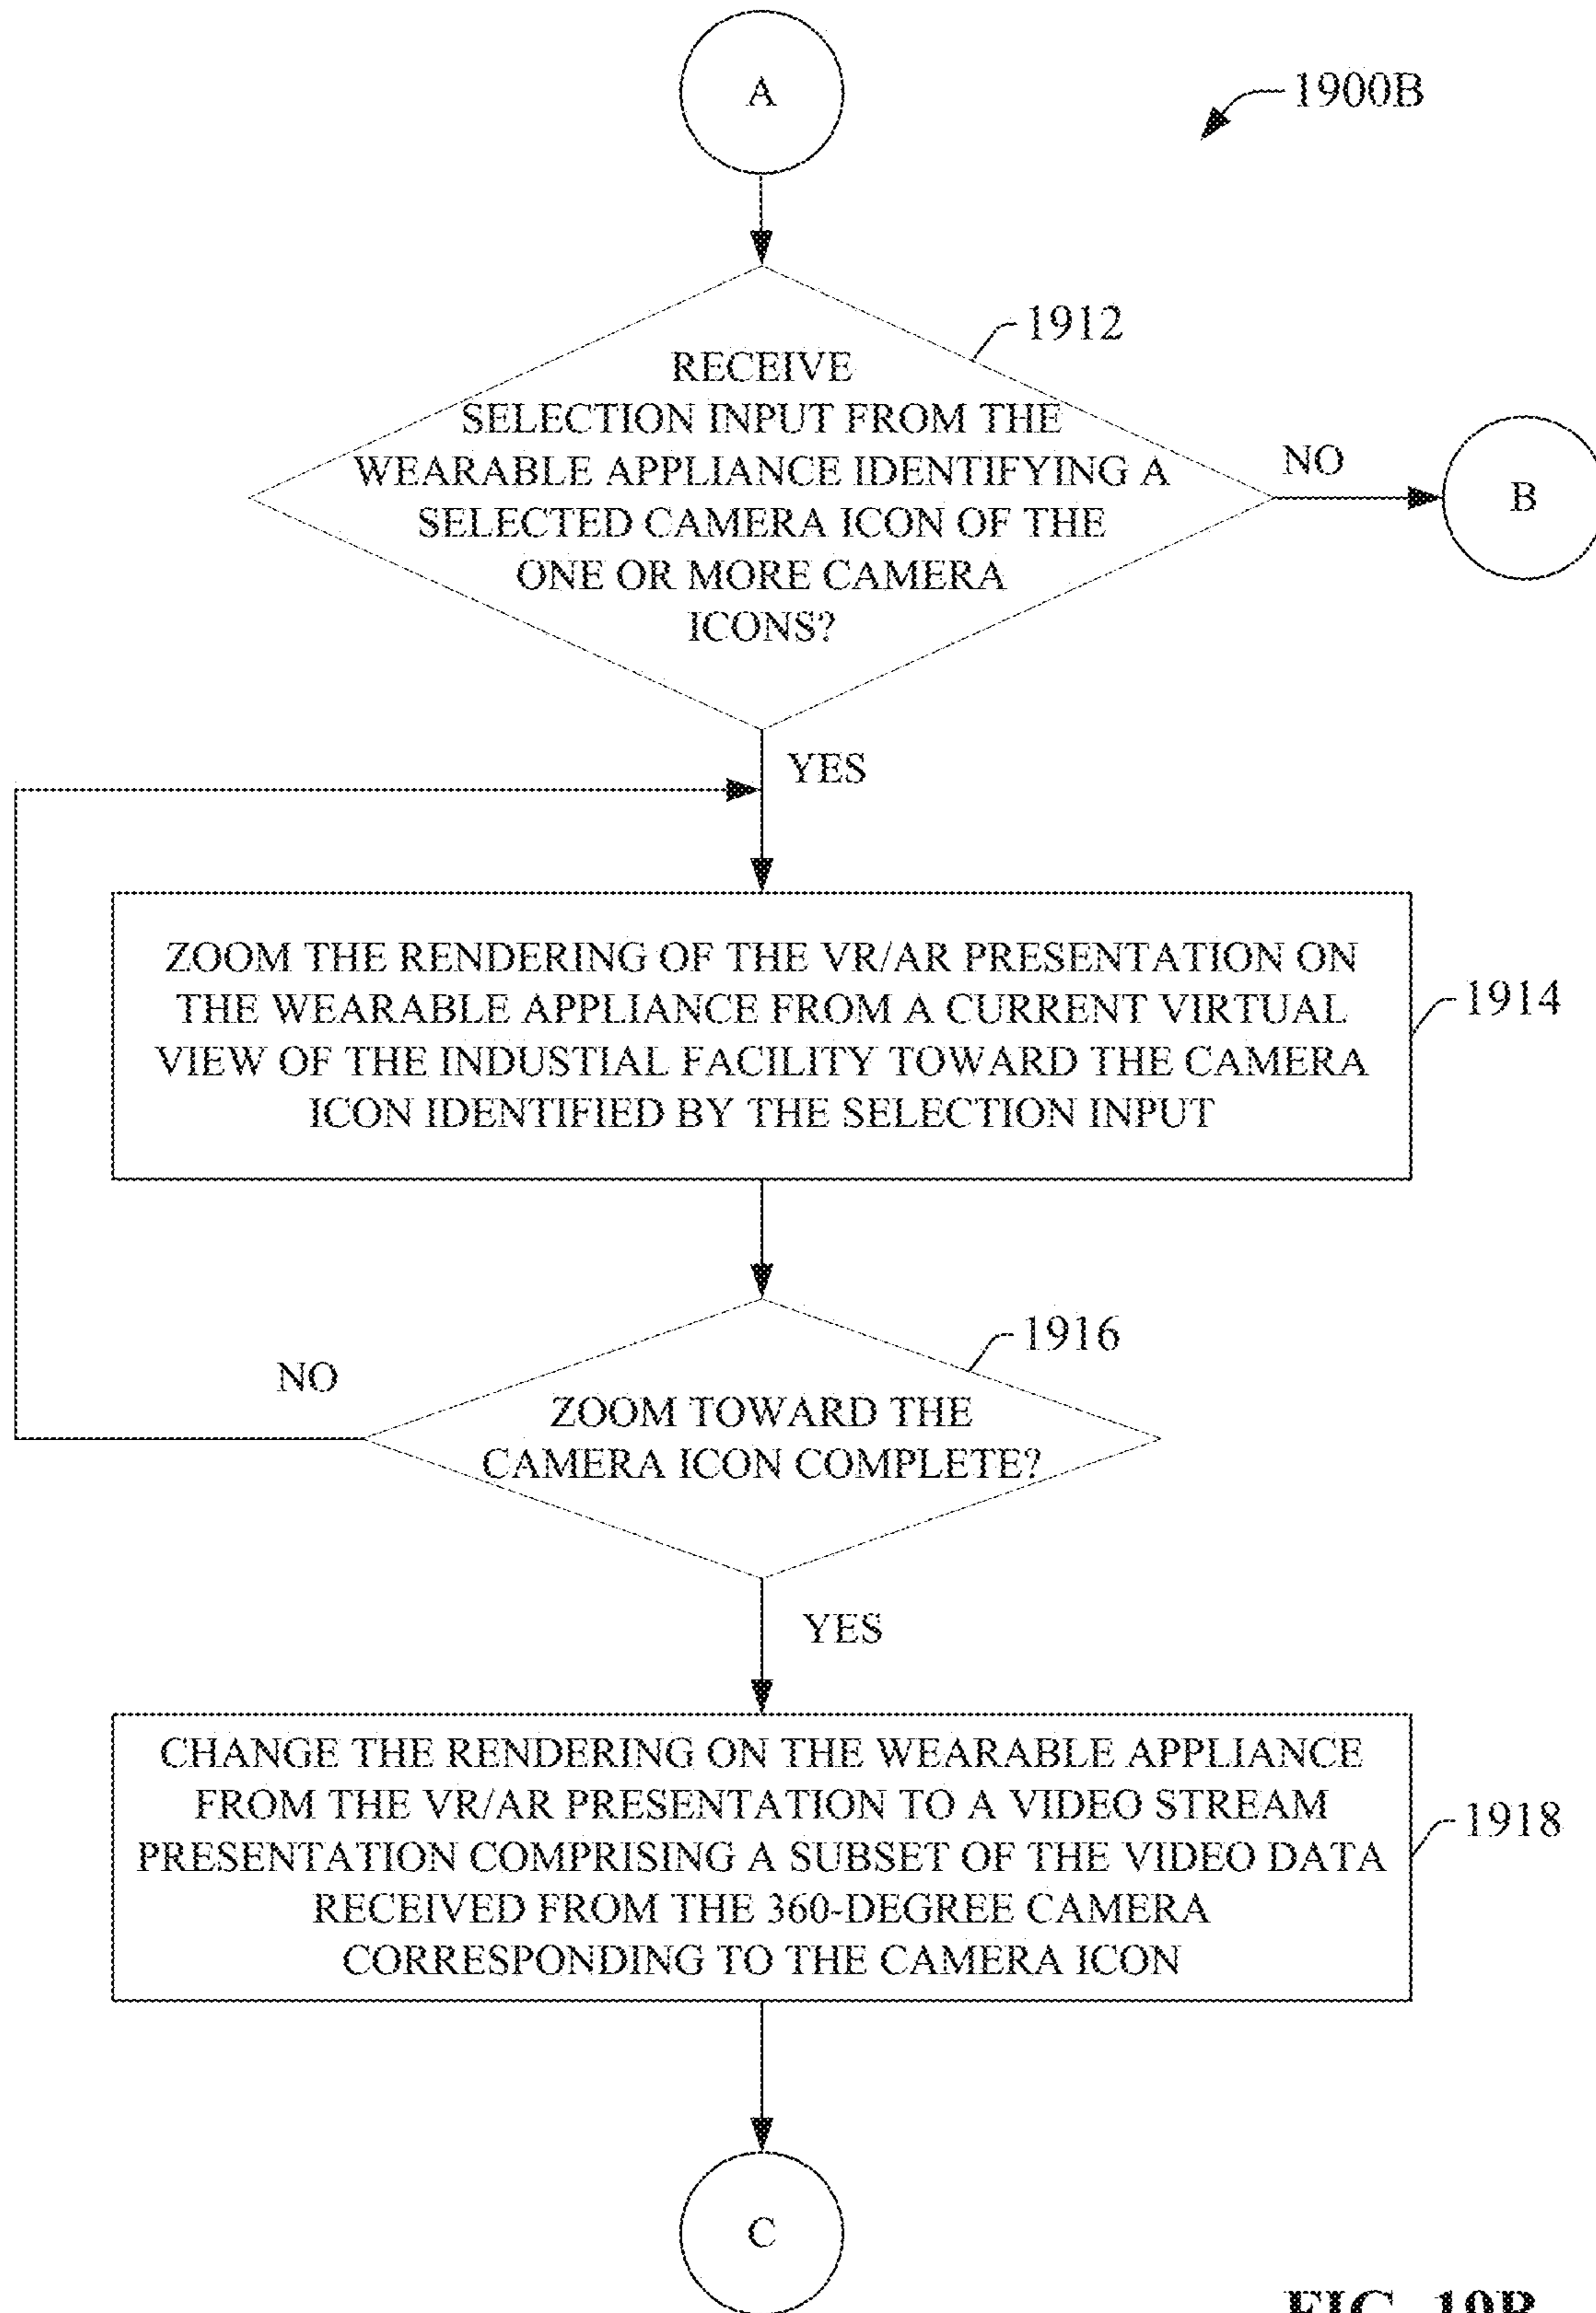 A
1900B
1912
RECEIVE
SELECTION INPUT FROM THE
WEARABLE APPLIANCE IDENTIFYING A
SELECTED CAMERA ICON OF THE
ONE OR MORE CAMERA
ICONS?
NO
B
YES
ZOOM THE RENDERING OF THE VR/AR PRESENTATION ON
THE WEARABLE APPLIANCE FROM A CURRENT VIRTUAL
VIEW OF THE INDUSTIAL FACILITY TOWARD THE CAMERA
ICON IDENTIFIED BY THE SELECTION INPUT
1914
1916
NO
ZOOM TOWARD THE
CAMERA ICON COMPLETE?
YES
CHANGE THE RENDERING ON THE WEARABLE APPLIANCE
FROM THE VR/AR PRESENTATION TO A VIDEO STREAM
PRESENTATION COMPRISING A SUBSET OF THE VIDEO DATA
RECEIVED FROM THE 360-DEGREE CAMERA
CORRESPONDING TO THE CAMERA ICON
1918
C
FIG. 19B